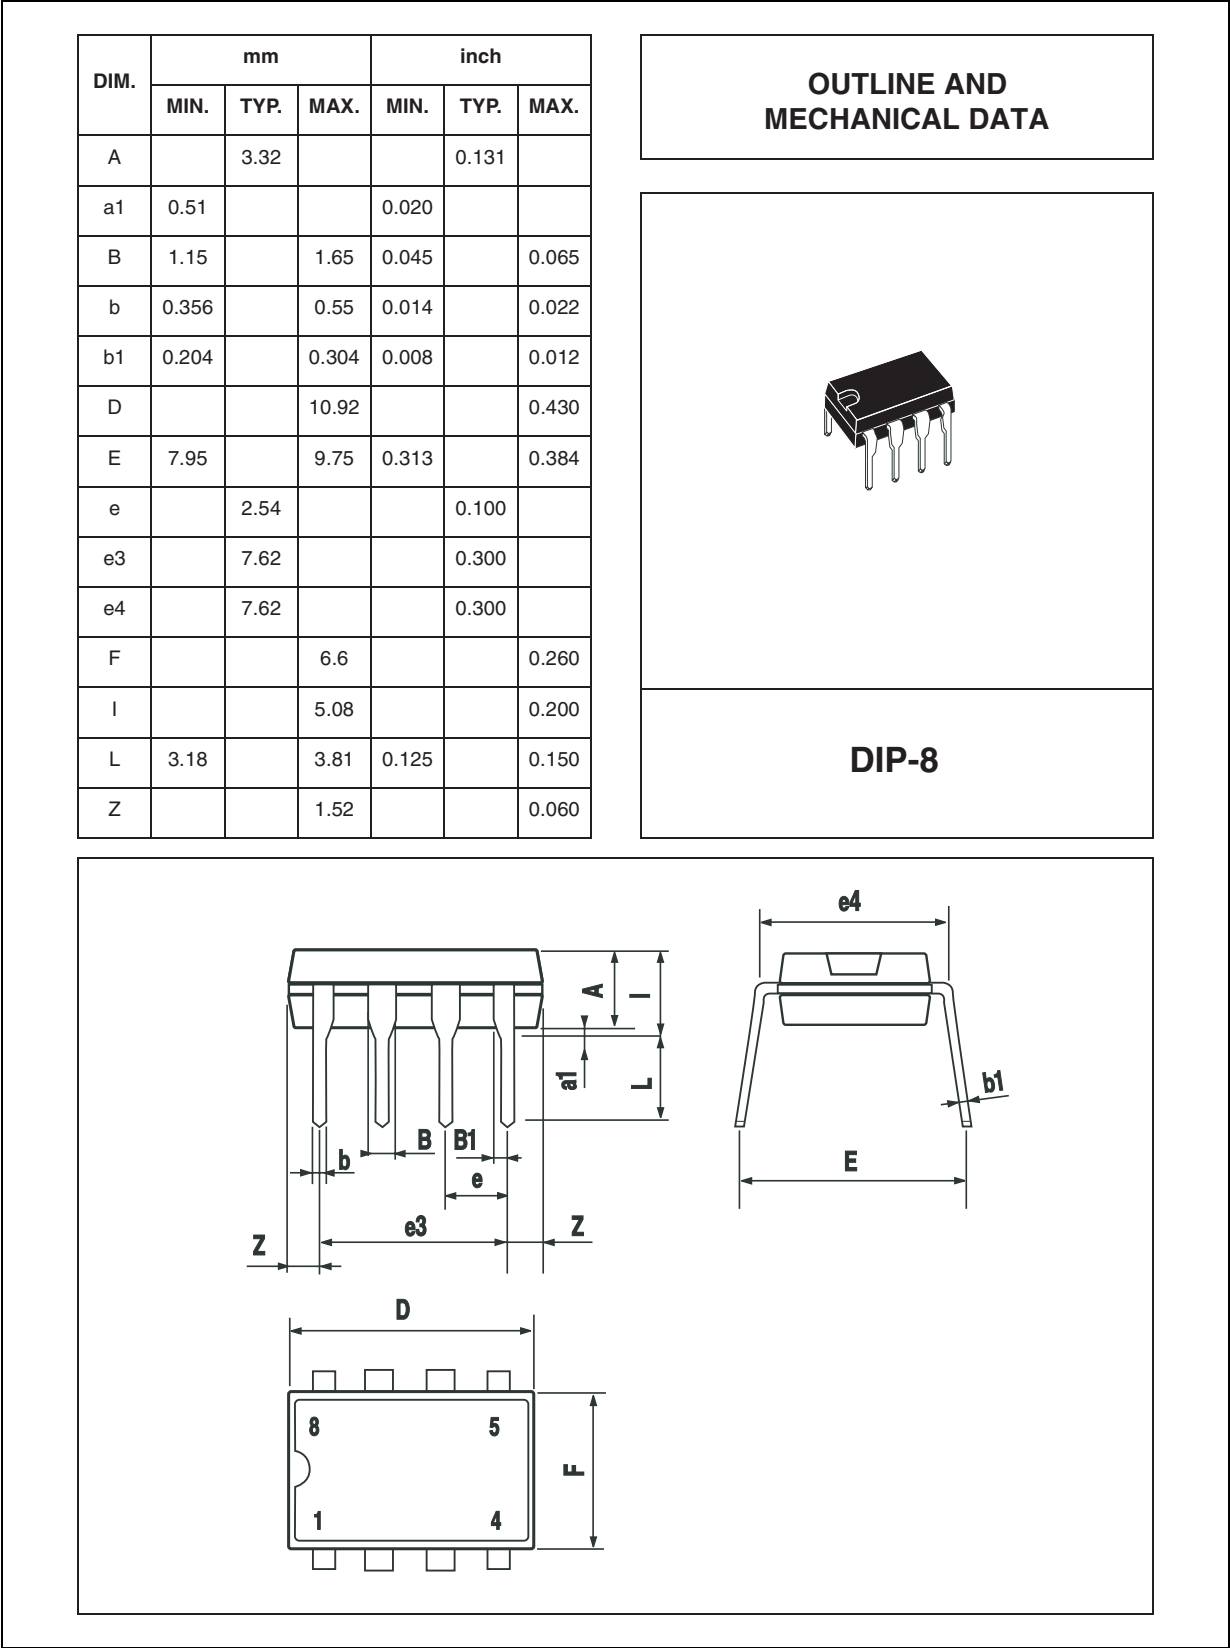 DIM. mm inch
MIN. TYP. MAX. MIN. TYP. MAX.
A 3.32 0.131
a1 0.51 0.020
B 1.15 1.65 0.045 0.065
b 0.356 0.55 0.014 0.022
b1 0.204 0.304 0.008 0.012
D 10.92 0.430
E 7.95 9.75 0.313 0.384
e 2.54 0.100
e3 7.62 0.300
e4 7.62 0.300
F 6.6 0.260
I 5.08 0.200
L 3.18 3.81 0.125 0.150
Z 1.52 0.060
OUTLINE AND
MECHANICAL DATA
DIP-8
A
I
a1
L
b
B
B1
e
e3
Z
Z
e4
b1
E
D
8 5
F
1 4